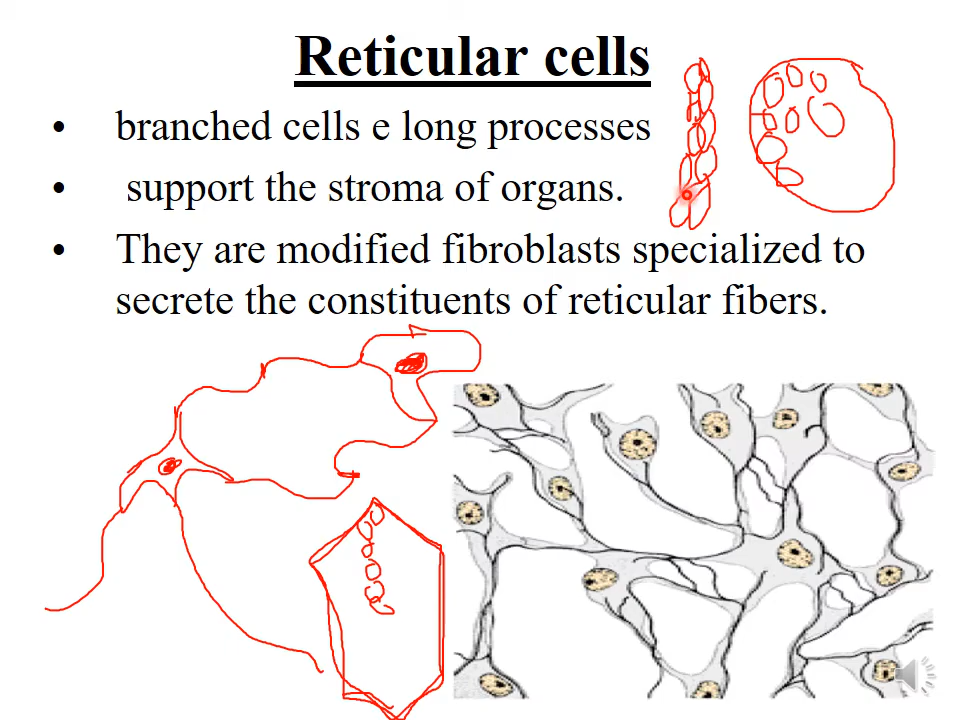 Reticular cells
• branched cells e long processes
• support the stroma of organs.
• They are modified fibroblasts specialized to
secrete the constituents of reticular fibers.